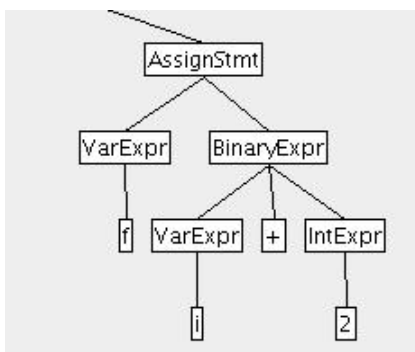 AssignStmt
VarExpr BinaryExpr
f VarExpr + IntExpr
i 2